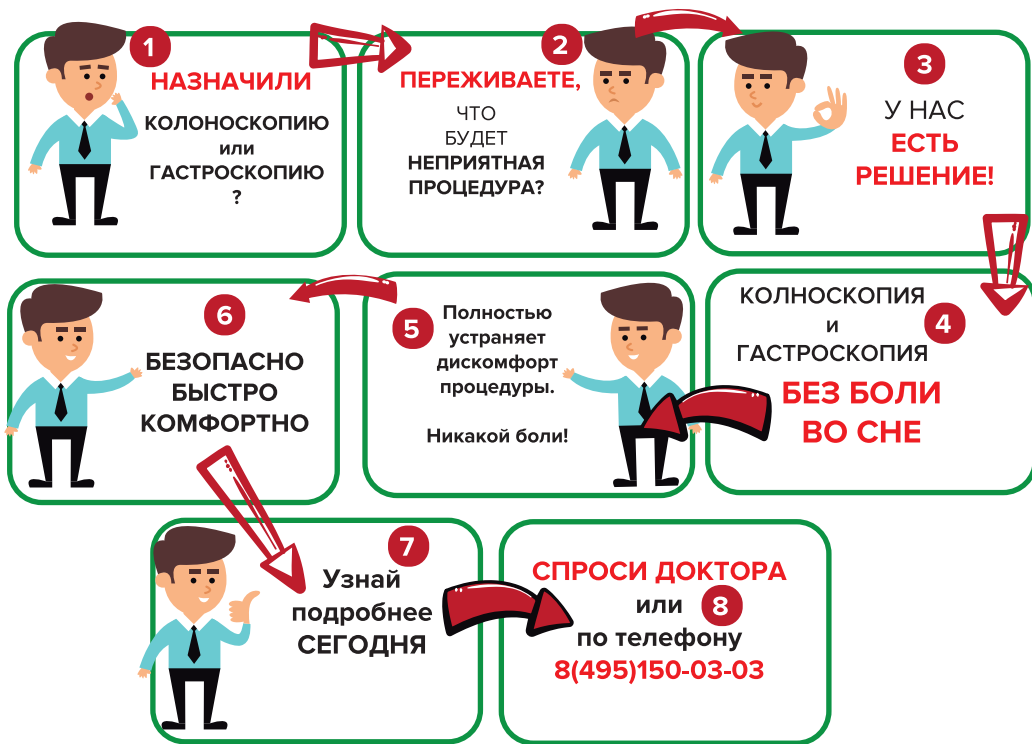 1
НАЗНАЧИЛИ
КОЛОНОСКОПИЮ
или
ГАСТРОСКОПИЮ
?
2
ПЕРЕЖИВАЕТЕ,
ЧТО
БУДЕТ
НЕПРИЯТНАЯ
ПРОЦЕДУРА?
3
У НАС
ЕСТЬ
РЕШЕНИЕ!
4
КОЛНОСКОПИЯ
и
ГАСТРОСКОПИЯ
БЕЗ БОЛИ
ВО СНЕ
5
Полностью
устраняет
дискомфорт
процедуры.
Никакой боли!
6
БЕЗОПАСНО
БЫСТРО
КОМФОРТНО
7
Узнай
подробнее
СЕГОДНЯ
СПРОСИ ДОКТОРА
или 8
по телефону
8(495)150-03-03